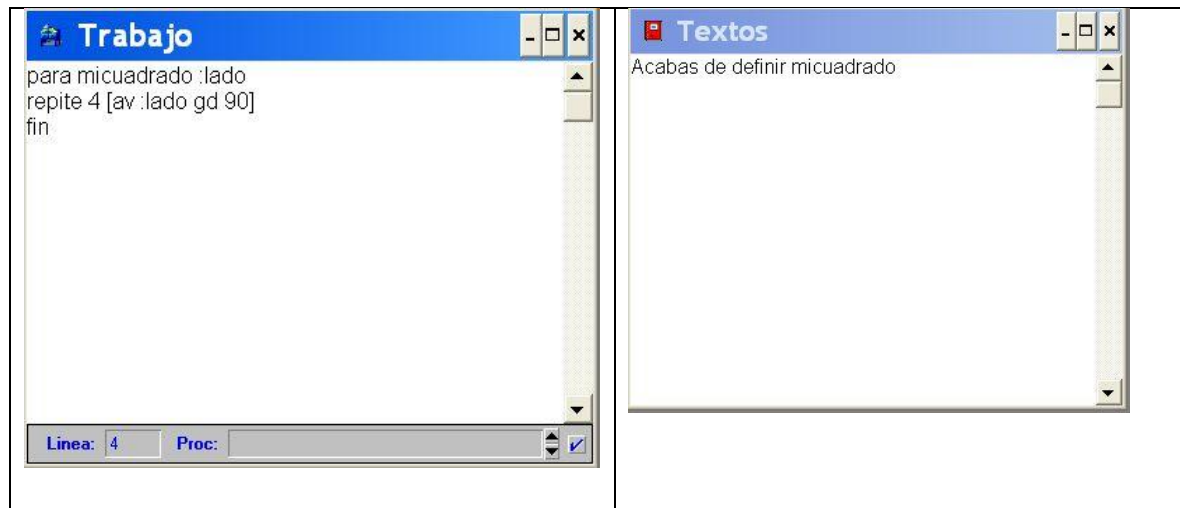 Trabajo
para micuadrado :lado
repite 4 [av :lado gd 90]
fin
Linea: 4 Proc:
Textos
Acabas de definir micuadrado